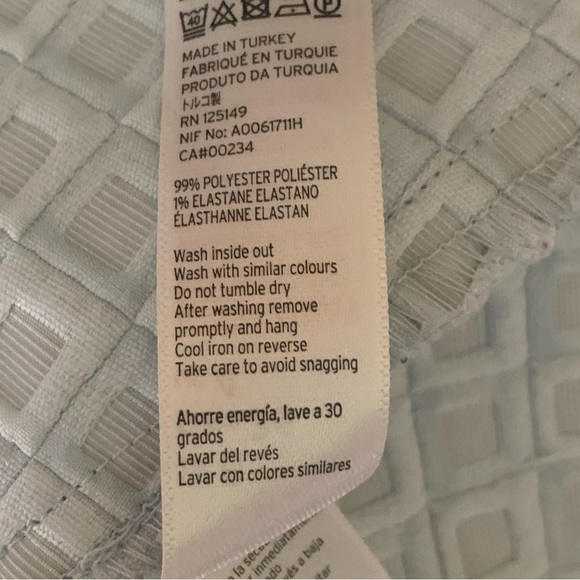 40
P
MADE IN TURKEY
FABRIQUÉ EN TURQUIE
PRODUTO DA TURQUIA
トルコ製
RN 125149
NIF No: A0061711H
CA#00234
99% POLYESTER POLIÉSTER
1% ELASTANE ELASTANO
ÉLASTHANNE ELASTAN
Wash inside out
Wash with similar colours
Do not tumble dry
After washing remove
promptly and hang
Cool iron on reverse
Take care to avoid snagging
Ahorre energía, lave a 30
grados
Lavar del revés
Lavar con colores similares
a baja